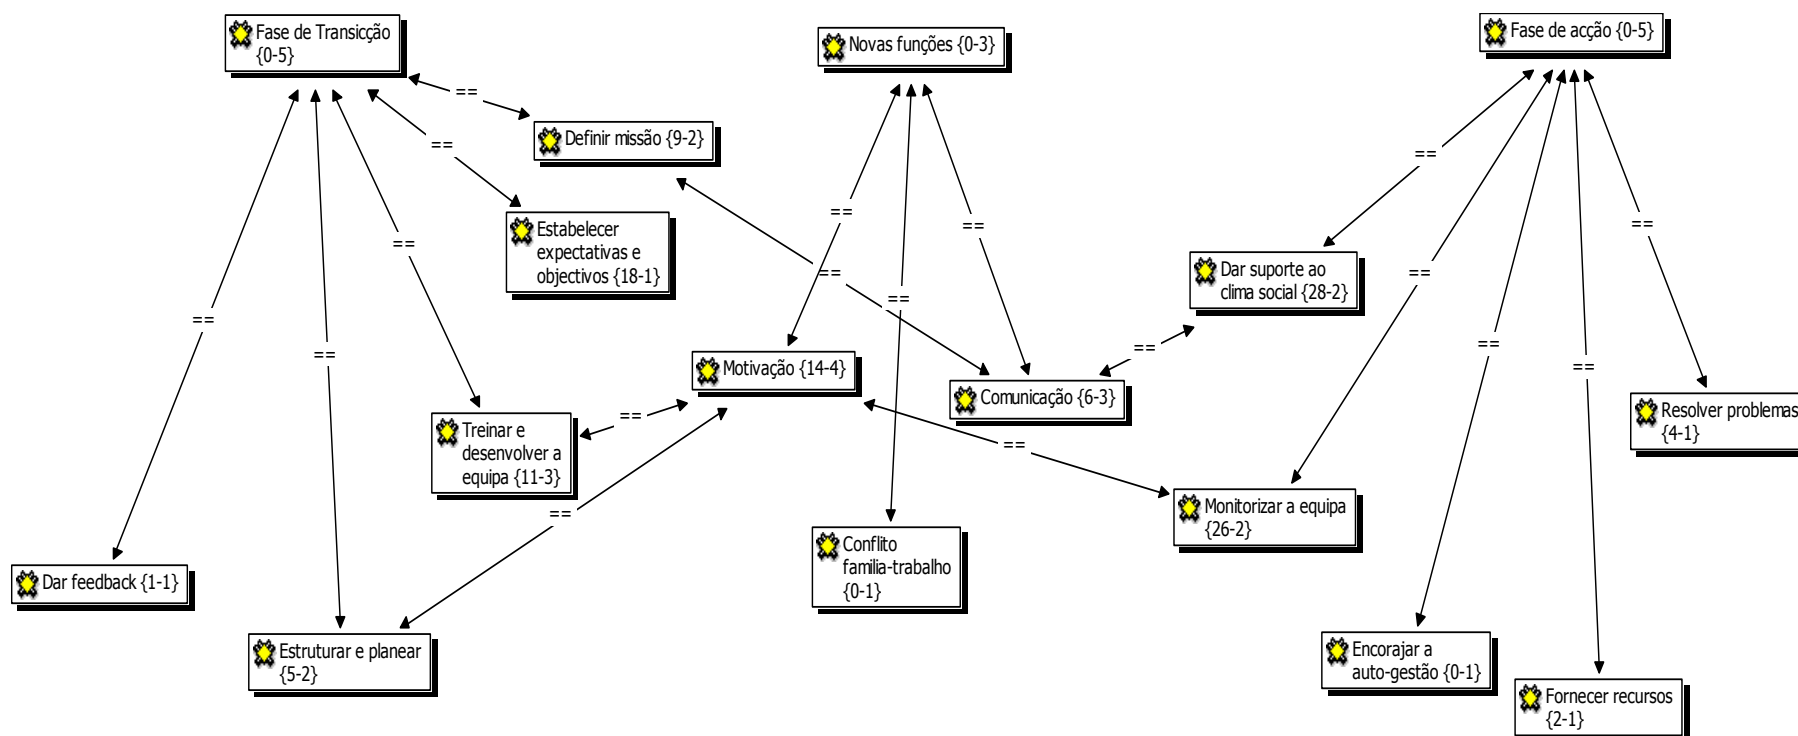 Fase de Transicção
{0-5}
Novas funções {0-3}
Fase de acção {0-5}
==
Definir missão {9-2}
==
==
Estabelecer
expectativas e
objectivos {18-1}
==
==
==
==
Dar suporte ao
clima social {28-2}
==
==
==
==
==
==
==
==
==
Motivação {14-4}
Comunicação {6-3}
Resolver problemas
{4-1}
==
Treinar e
desenvolver a
equipa {11-3}
==
Monitorizar a equipa
{26-2}
==
Conflito
familia-trabalho
{0-1}
Dar feedback {1-1}
Estruturar e planear
{5-2}
Encorajar a
auto-gestão {0-1}
Fornecer recursos
{2-1}